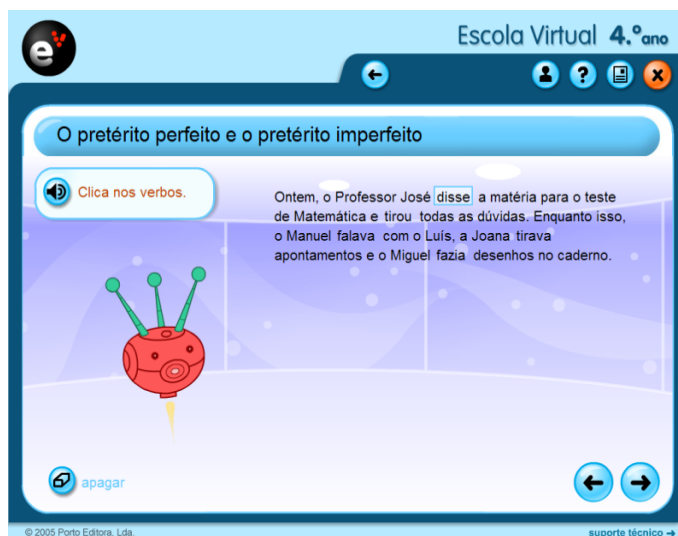 Escola Virtual 4.º ano
e
O pretérito perfeito e o pretérito imperfeito
Clica nos verbos.
Ontem, o Professor José disse a matéria para o teste
de Matemática e tirou todas as dúvidas. Enquanto isso,
o Manuel falava com o Luís, a Joana tirava
apontamentos e o Miguel fazia desenhos no caderno.
apagar
© 2005 Porto Editora, Lda.
suporte técnico